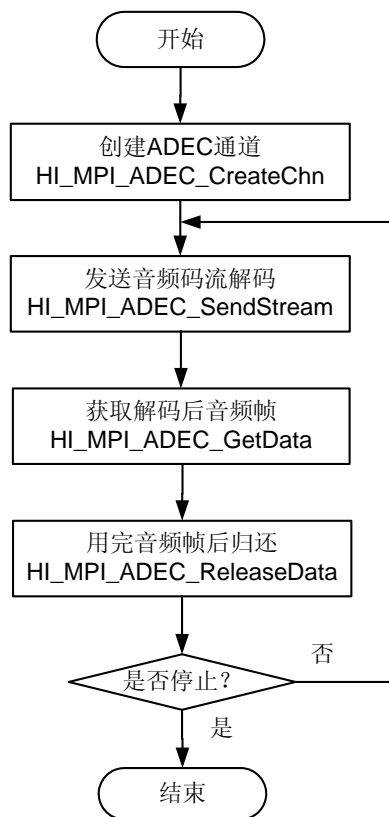 开始
创建ADEC通道
HI_MPI_ADEC_CreateChn
发送音频码流解码
HI_MPI_ADEC_SendStream
获取解码后音频帧
HI_MPI_ADEC_GetData
用完音频帧后归还
HI_MPI_ADEC_ReleaseData
否
是否停止？
是
结束